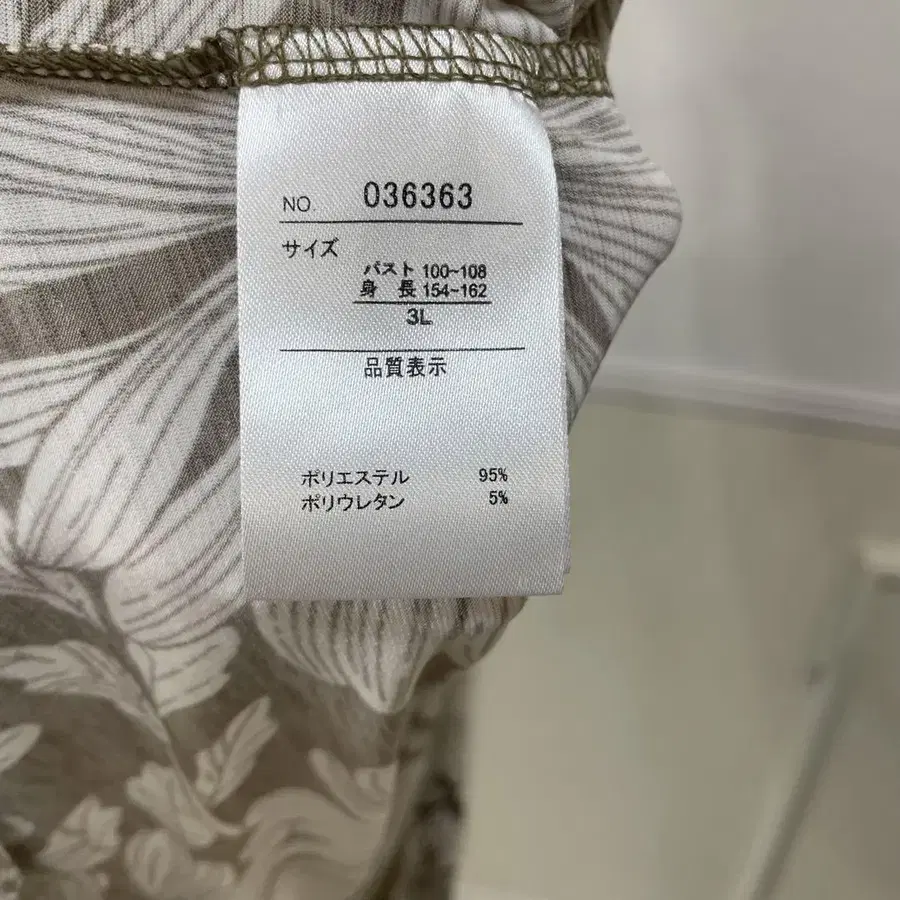 NO. 036363
サイズ
バスト 100~108
身 長 154~162
3L
品質表示
ポリエステル 95%
ポリウレタン 5%